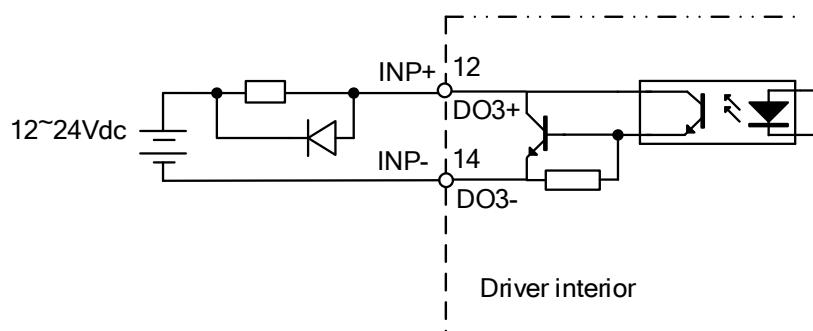 INP+ 12
DO3+
12~24Vdc
INP- 14
DO3-
Driver interior